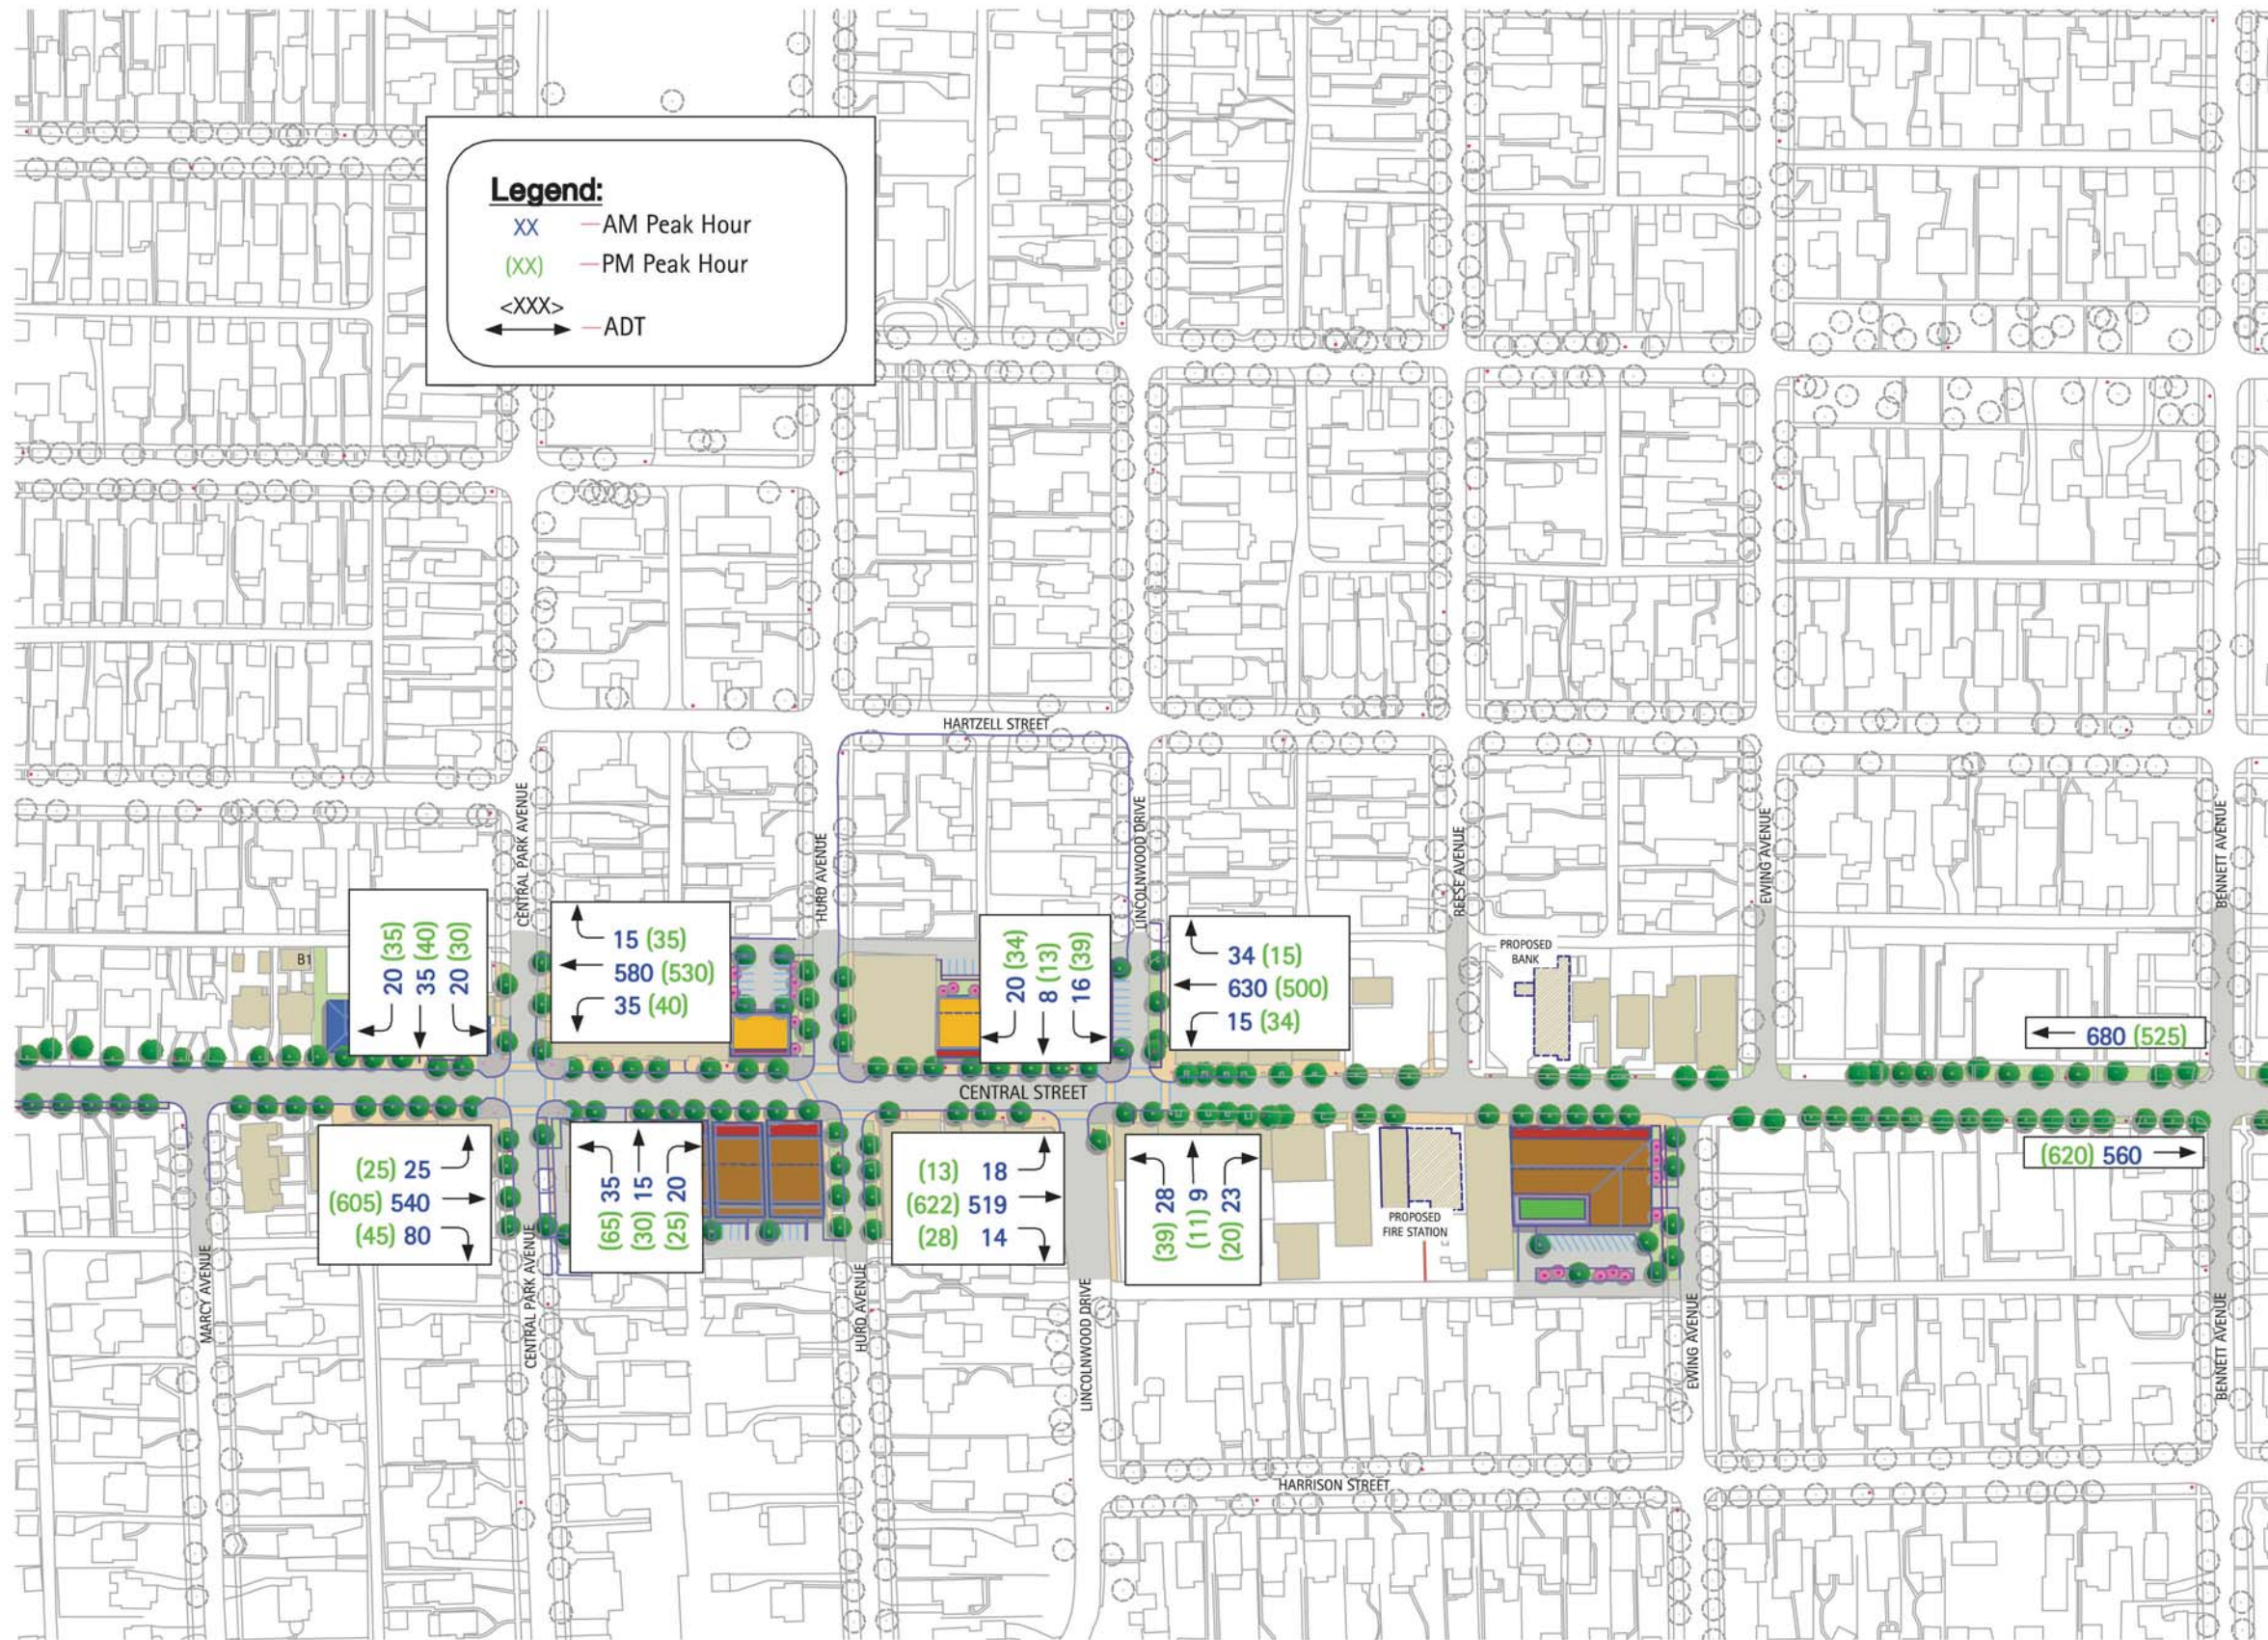 Legend:
XX — AM Peak Hour
(XX) — PM Peak Hour
<XXX>
— ADT
HARTZELL STREET
CENTRAL PARK AVENUE
HURD AVENUE
LINCOLNWOOD DRIVE
REESE AVENUE
EWING AVENUE
BENNETT AVENUE
B1
20 (35)
35 (40)
20 (30)
15 (35)
580 (530)
35 (40)
20 (34)
8 (13)
16 (39)
34 (15)
630 (500)
15 (34)
PROPOSED
BANK
680 (525)
CENTRAL STREET
(25) 25
(605) 540
(45) 80
(65) 35
(30) 15
(25) 20
(13) 18
(622) 519
(28) 14
(39) 28
(11) 9
(20) 23
PROPOSED
FIRE STATION
(620) 560
MARCY AVENUE
CENTRAL PARK AVENUE
HURD AVENUE
LINCOLNWOOD DRIVE
EWING AVENUE
BENNETT AVENUE
HARRISON STREET